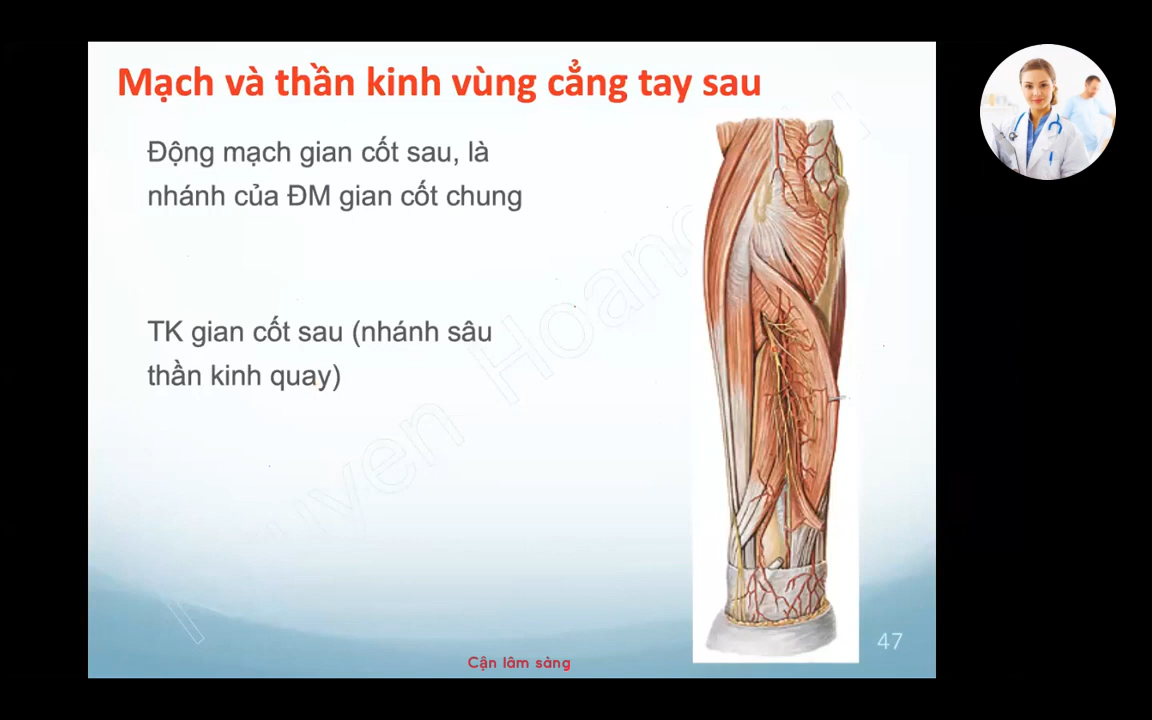 Mạch và thần kinh vùng cẳng tay sau
Động mạch gian cốt sau, là
nhánh của ĐM gian cốt chung
TK gian cốt sau (nhánh sâu
thần kinh quay)
47
Cận lâm sàng